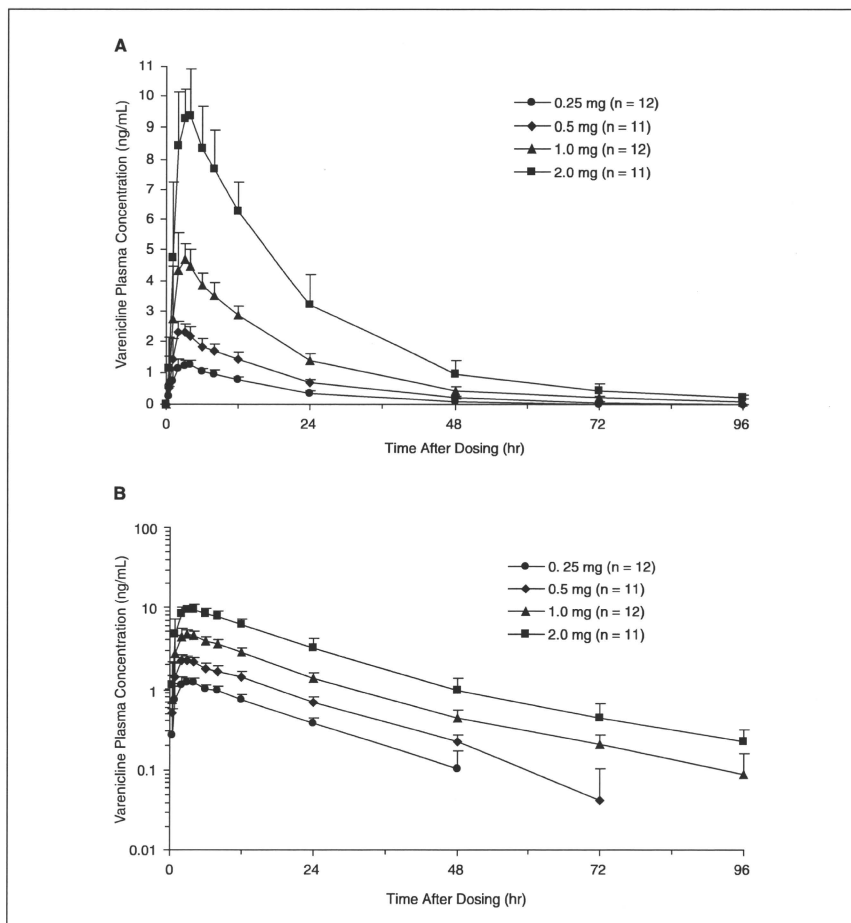 A
Varenicline Plasma Concentration (ng/mL)
11
10
9
8
7
6
5
4
3
2
1
0
0.25 mg (n = 12)
0.5 mg (n = 11)
1.0 mg (n = 12)
2.0 mg (n = 11)
0 12 24 48 72 96
Time After Dosing (hr)
B
Varenicline Plasma Concentration (ng/mL)
100
10
1
0.1
0.01
0. 25 mg (n = 12)
0.5 mg (n = 11)
1.0 mg (n = 12)
2.0 mg (n = 11)
0 24 48 72 96
Time After Dosing (hr)